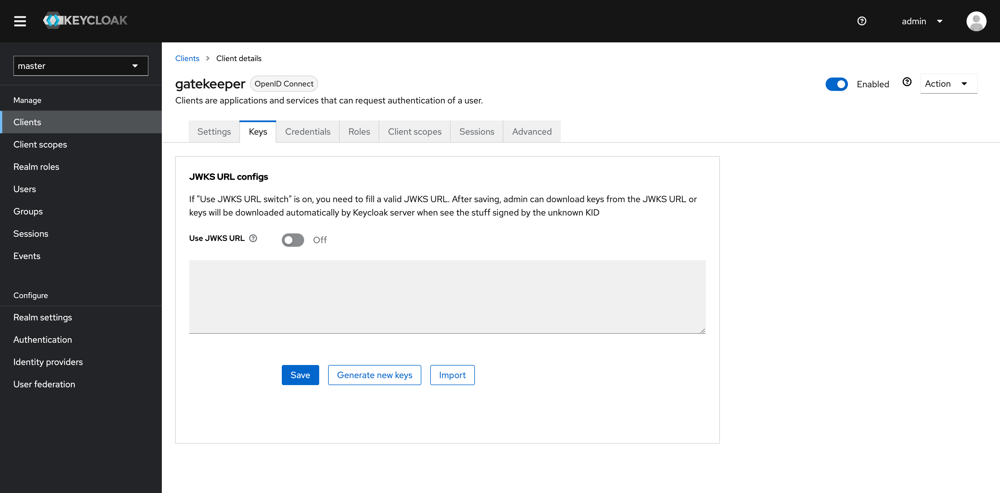 KEYCLOAK
admin
master
Manage
Clients
Client scopes
Realm roles
Users
Groups
Sessions
Events
Configure
Realm settings
Authentication
Identity providers
User federation
Clients > Client details
gatekeeper OpenID Connect
Enabled
Action
Clients are applications and services that can request authentication of a user.
Settings Keys Credentials Roles Client scopes Sessions Advanced
JWKS URL configs
If "Use JWKS URL switch" is on, you need to fill a valid JWKS URL. After saving, admin can download keys from the JWKS URL or
keys will be downloaded automatically by Keycloak server when see the stuff signed by the unknown KID
Use JWKS URL Off
Save Generate new keys Import